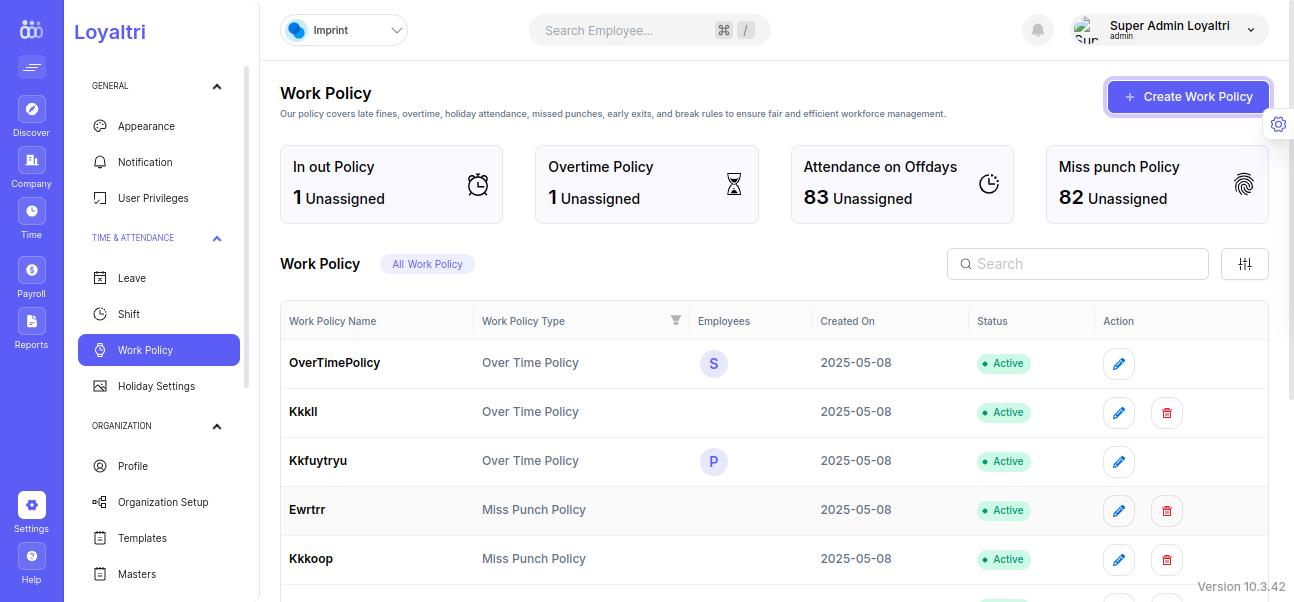 Loyaltri
Imprint
Search Employee...
⌘ /
Super Admin Loyaltri
admin
Discover
Company
Time
Payroll
Reports
Settings
Help
GENERAL
Appearance
Notification
User Privileges
TIME & ATTENDANCE
Leave
Shift
Work Policy
Holiday Settings
ORGANIZATION
Profile
Organization Setup
Templates
Masters
Work Policy
Our policy covers late fines, overtime, holiday attendance, missed punches, early exits, and break rules to ensure fair and efficient workforce management.
+ Create Work Policy
In out Policy
1 Unassigned
Overtime Policy
1 Unassigned
Attendance on Offdays
83 Unassigned
Miss punch Policy
82 Unassigned
Work Policy All Work Policy
Search
Work Policy Name Work Policy Type Employees Created On Status Action
OverTimePolicy Over Time Policy S 2025-05-08 Active
Kkkll Over Time Policy 2025-05-08 Active
Kkfuytryu Over Time Policy P 2025-05-08 Active
Ewrtrr Miss Punch Policy 2025-05-08 Active
Kkkoop Miss Punch Policy 2025-05-08 Active
Version 10.3.42